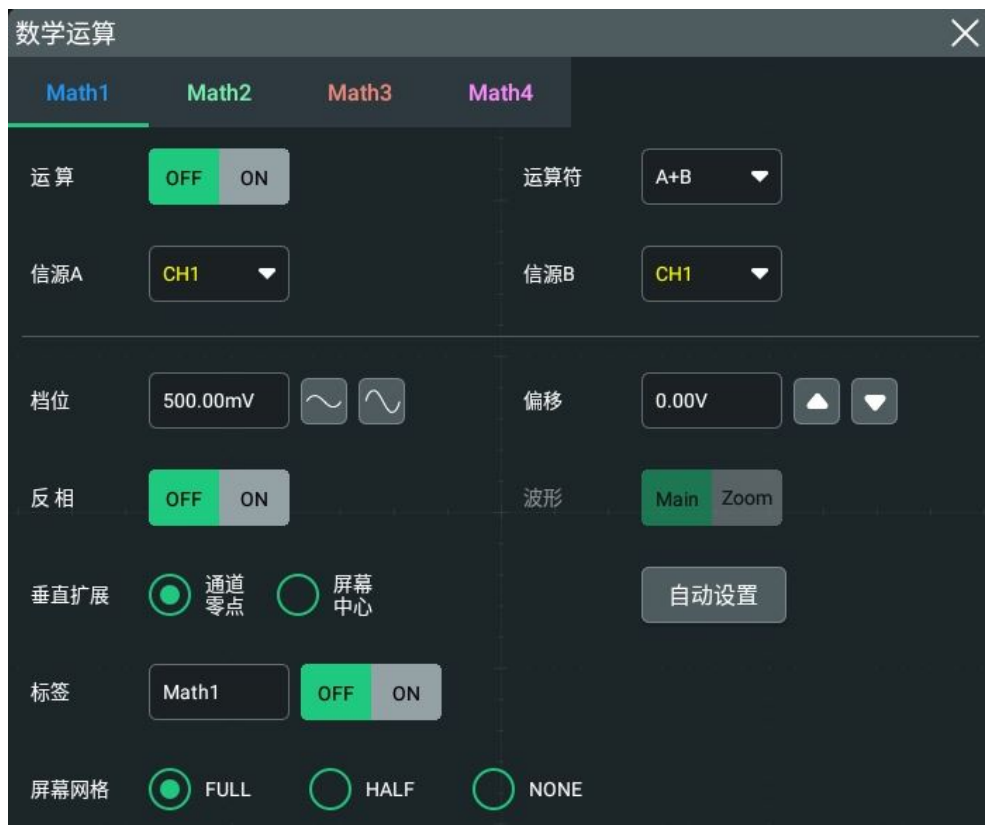 数学运算
Math1 Math2 Math3 Math4
运算 OFF ON 运算符 A+B
信源A CH1 信源B CH1
档位 500.00mV 偏移 0.00V
反相 OFF ON 波形 Main Zoom
垂直扩展 通道
零点 屏幕
中心 自动设置
标签 Math1 OFF ON
屏幕网格 FULL HALF NONE